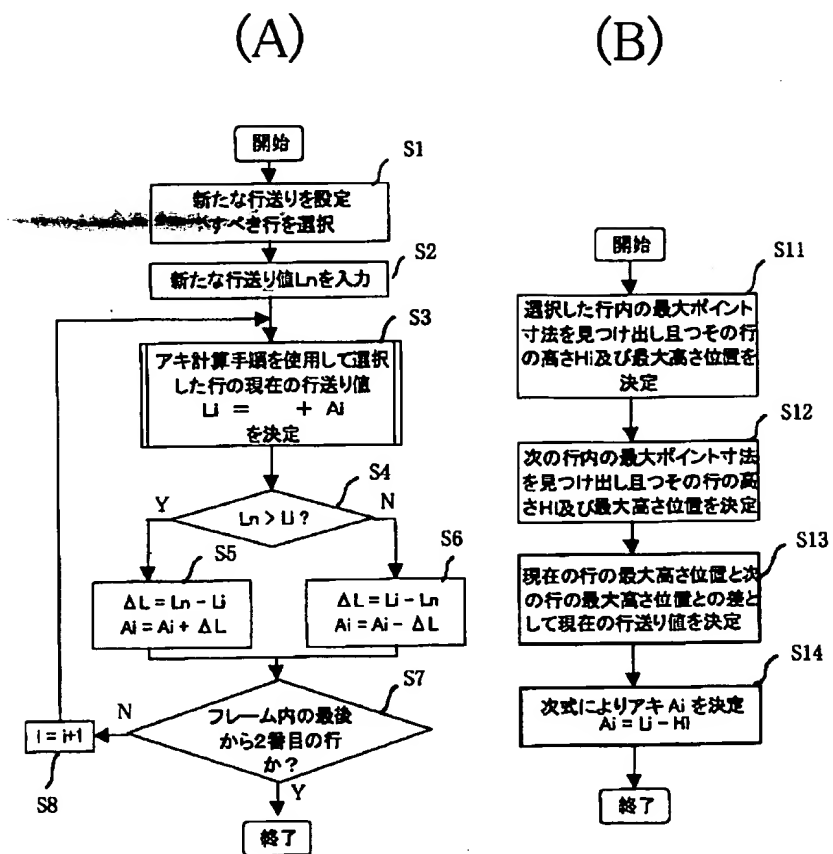 (A)
開始
S1
新たな行送りを設定
すべき行を選択
S2
新たな行送り値Lnを入力
S3
アキ計算手順を使用して選択
した行の現在の行送り値
Li = + Ai
を決定
S4
Y
Ln > Li ?
N
S5
ΔL = Ln - Li
Ai = Ai + ΔL
S6
ΔL = Li - Ln
Ai = Ai - ΔL
S7
N
フレーム内の最後
から2番目の行
か?
i = i+1
S8
Y
終了
(B)
開始
S11
選択した行内の最大ポイント
寸法を見つけ出し且つその行
の高さHi及び最大高さ位置を
決定
S12
次の行内の最大ポイント寸法
を見つけ出し且つその行の高
さHi及び最大高さ位置を決定
S13
現在の行の最大高さ位置と次
の行の最大高さ位置との差と
して現在の行送り値を決定
S14
次式によりアキ Ai を決定
Ai = Li - Hi
終了